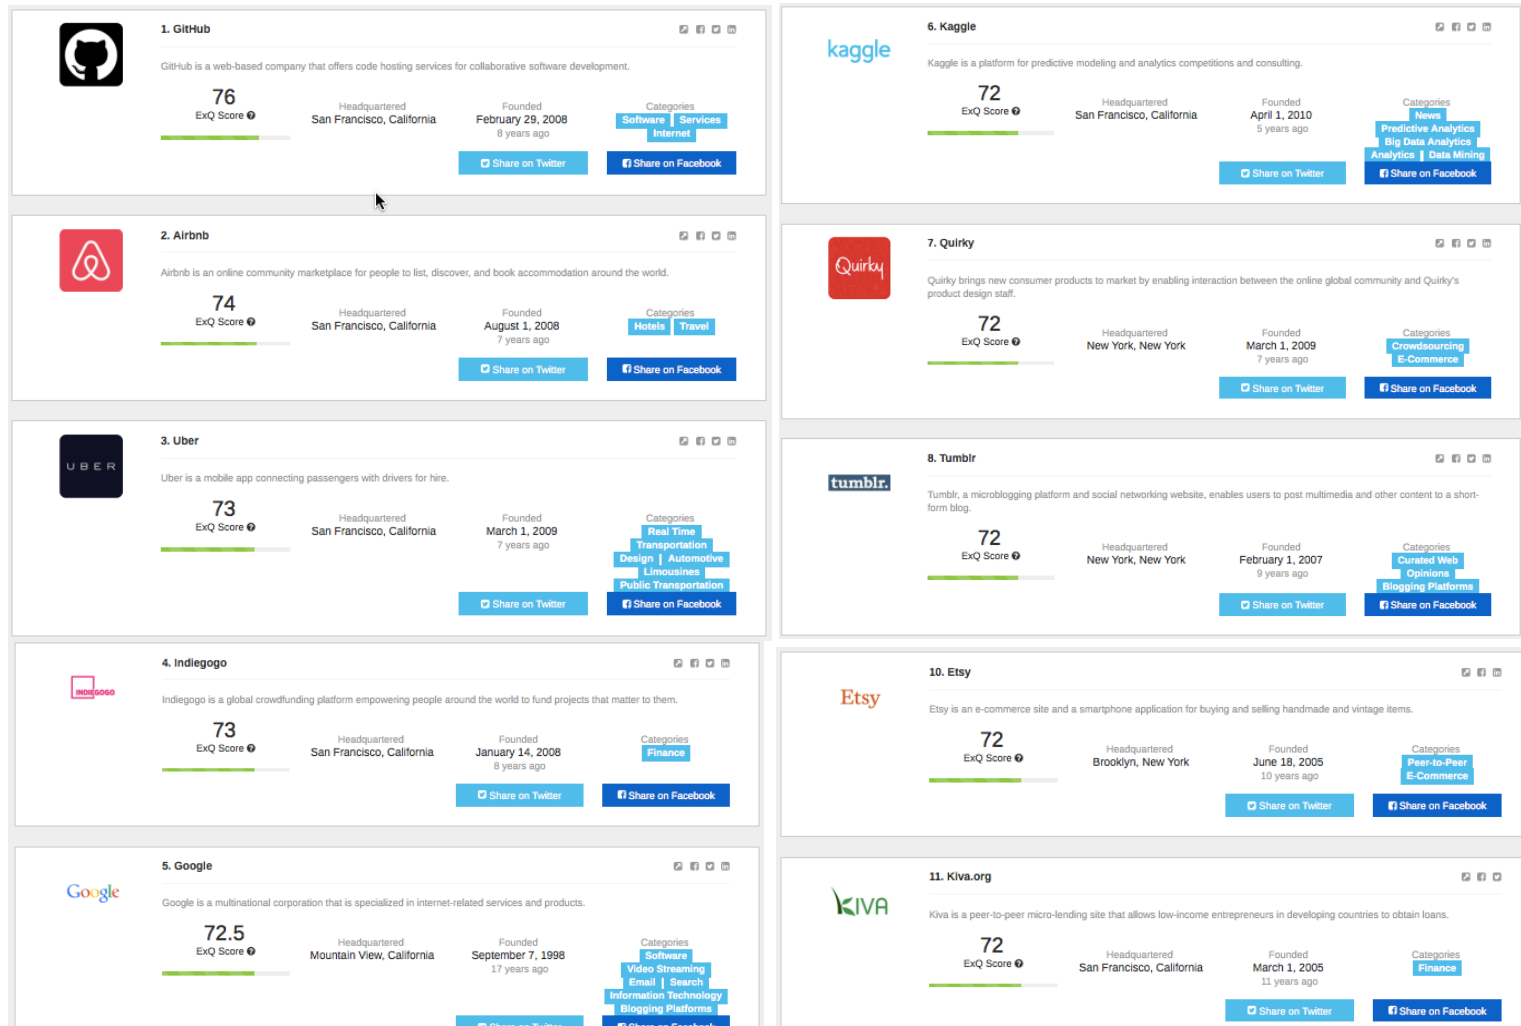 1. GitHub
GitHub is a web-based company that offers code hosting services for collaborative software development.
76
ExQ Score
Headquartered
San Francisco, California
Founded
February 29, 2008
8 years ago
Categories
Software | Services
Internet
Share on Twitter
Share on Facebook
2. Airbnb
Airbnb is an online community marketplace for people to list, discover, and book accommodation around the world.
74
ExQ Score
Headquartered
San Francisco, California
Founded
August 1, 2008
7 years ago
Categories
Hotels | Travel
Share on Twitter
Share on Facebook
UBER
3. Uber
Uber is a mobile app connecting passengers with drivers for hire.
73
ExQ Score
Headquartered
San Francisco, California
Founded
March 1, 2009
7 years ago
Categories
Real Time
Transportation
Design | Automotive
Limousines
Public Transportation
Share on Twitter
Share on Facebook
INDIEGOGO
4. Indiegogo
Indiegogo is a global crowdfunding platform empowering people around the world to fund projects that matter to them.
73
ExQ Score
Headquartered
San Francisco, California
Founded
January 14, 2008
8 years ago
Categories
Finance
Share on Twitter
Share on Facebook
Google
5. Google
Google is a multinational corporation that is specialized in internet-related services and products.
72.5
ExQ Score
Headquartered
Mountain View, California
Founded
September 7, 1998
17 years ago
Categories
Software
Video Streaming
Email | Search
Information Technology
Blogging Platforms
kaggle
6. Kaggle
Kaggle is a platform for predictive modeling and analytics competitions and consulting.
72
ExQ Score
Headquartered
San Francisco, California
Founded
April 1, 2010
5 years ago
Categories
News
Predictive Analytics
Big Data Analytics
Analytics | Data Mining
Share on Twitter
Share on Facebook
Quirky
7. Quirky
Quirky brings new consumer products to market by enabling interaction between the online global community and Quirky's
product design staff.
72
ExQ Score
Headquartered
New York, New York
Founded
March 1, 2009
7 years ago
Categories
Crowdsourcing
E-Commerce
Share on Twitter
Share on Facebook
tumblr.
8. Tumblr
Tumblr, a microblogging platform and social networking website, enables users to post multimedia and other content to a short-
form blog.
72
ExQ Score
Headquartered
New York, New York
Founded
February 1, 2007
9 years ago
Categories
Curated Web
Opinions
Blogging Platforms
Share on Twitter
Share on Facebook
Etsy
10. Etsy
Etsy is an e-commerce site and a smartphone application for buying and selling handmade and vintage items.
72
ExQ Score
Headquartered
Brooklyn, New York
Founded
June 18, 2005
10 years ago
Categories
Peer-to-Peer
E-Commerce
Share on Twitter
Share on Facebook
KIVA
11. Kiva.org
Kiva is a peer-to-peer micro-lending site that allows low-income entrepreneurs in developing countries to obtain loans.
72
ExQ Score
Headquartered
San Francisco, California
Founded
March 1, 2005
11 years ago
Categories
Finance
Share on Twitter
Share on Facebook